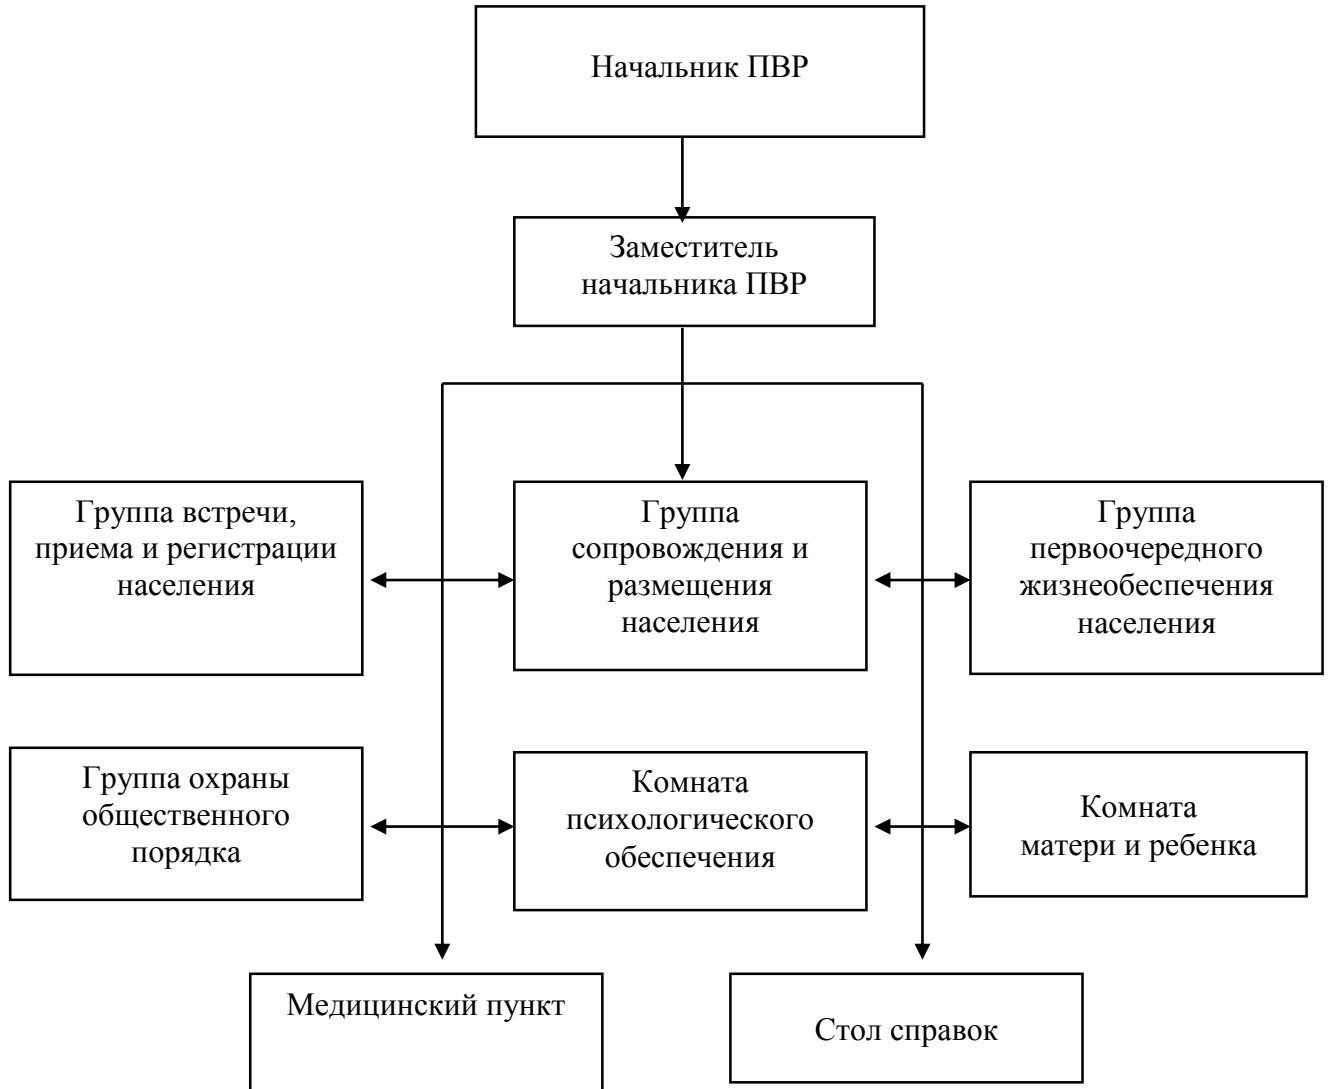 Начальник ПВР
Заместитель
начальника ПВР
Группа встречи,
приема и регистрации
населения
Группа
сопровождения и
размещения
населения
Группа
первоочередного
жизнеобеспечения
населения
Группа охраны
общественного
порядка
Комната
психологического
обеспечения
Комната
матери и ребенка
Медицинский пункт
Стол справок